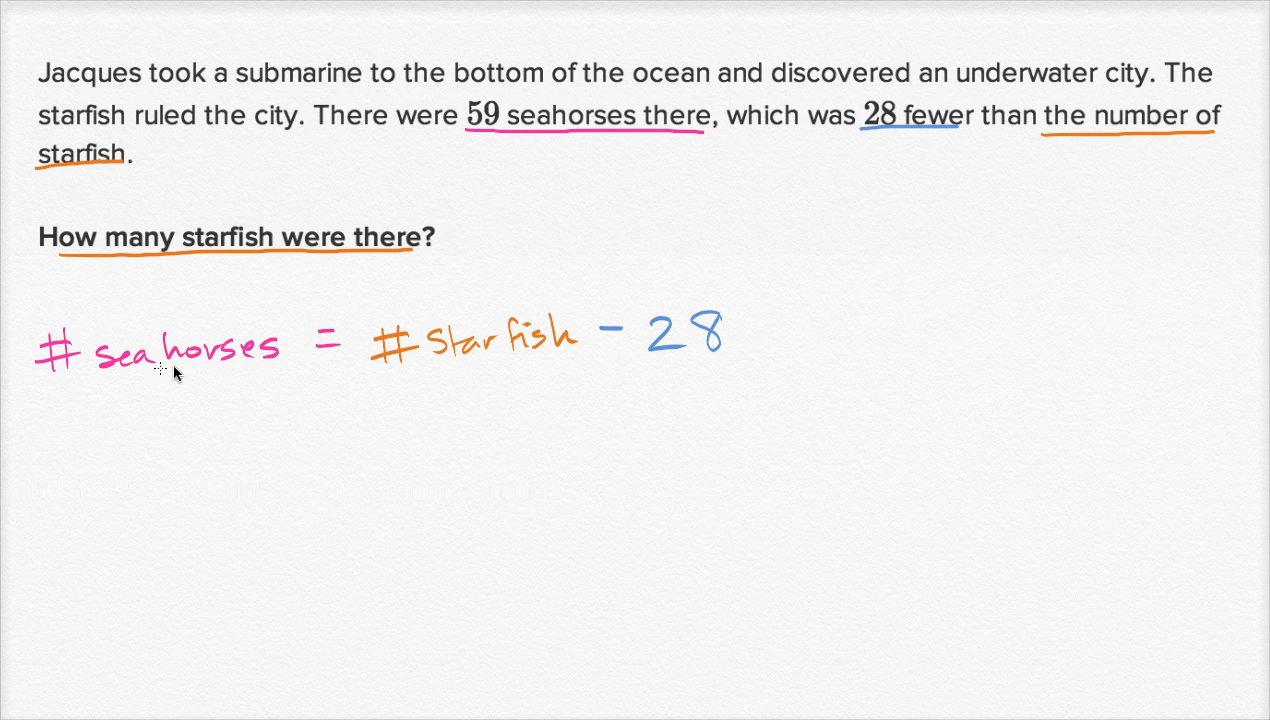 Jacques took a submarine to the bottom of the ocean and discovered an underwater city. The
starfish ruled the city. There were 59 seahorses there, which was 28 fewer than the number of
starfish.
How many starfish were there?
# seahorses = # starfish - 28